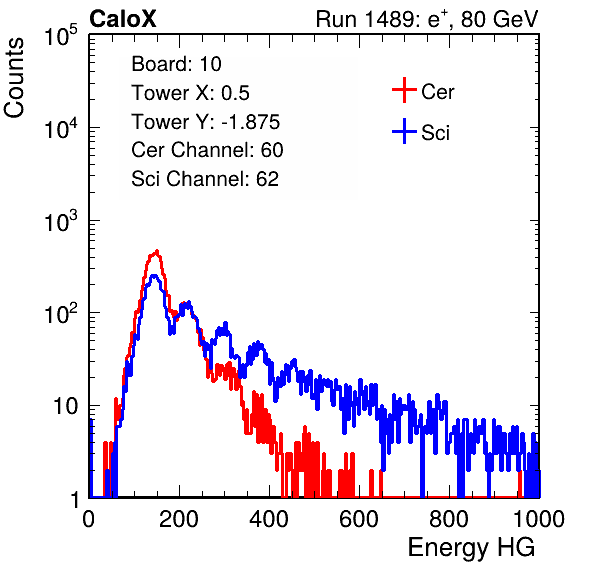 CaloX Run 1489: e⁺, 80 GeV
Counts
Board: 10
Tower X: 0.5
Tower Y: -1.875
Cer Channel: 60
Sci Channel: 62
Cer
Sci
10⁵
10⁴
10³
10²
10
1
0 200 400 600 800 1000
Energy HG